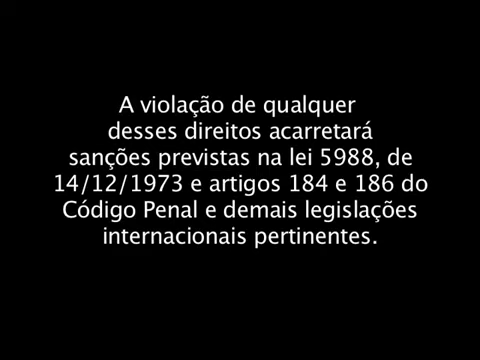 A violação de qualquer
desses direitos acarretará
sanções previstas na lei 5988, de
14/12/1973 e artigos 184 e 186 do
Código Penal e demais legislações
internacionais pertinentes.